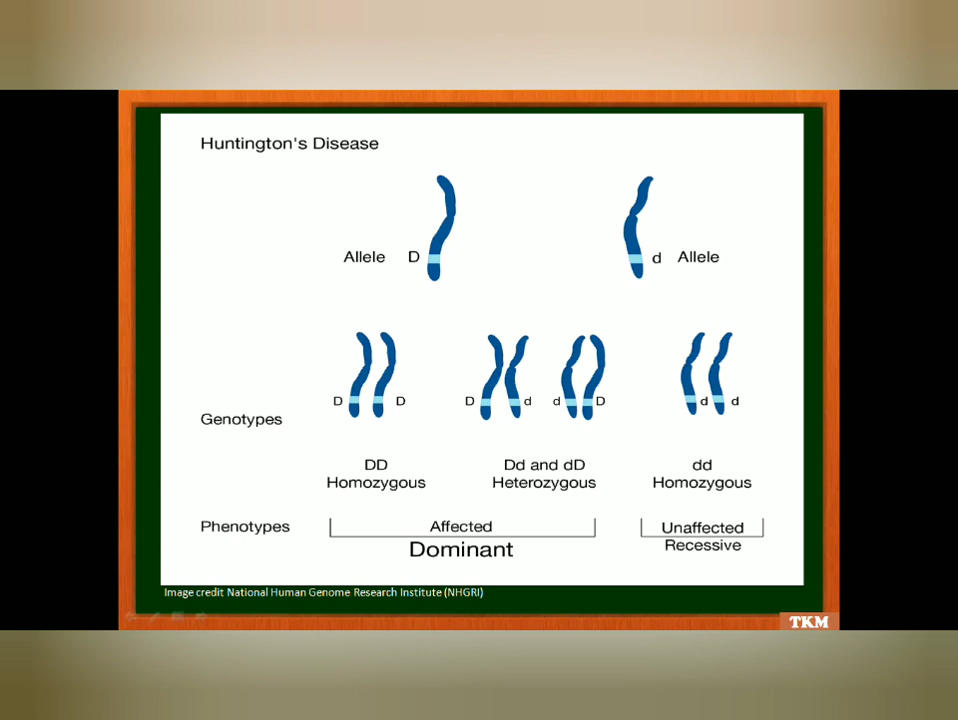 Huntington's Disease
Allele D
d Allele
D D D d d D d d
Genotypes
DD
Homozygous
Dd and dD
Heterozygous
dd
Homozygous
Phenotypes
Affected
Dominant
Unaffected
Recessive
Image credit National Human Genome Research Institute (NHGRI)
TKM